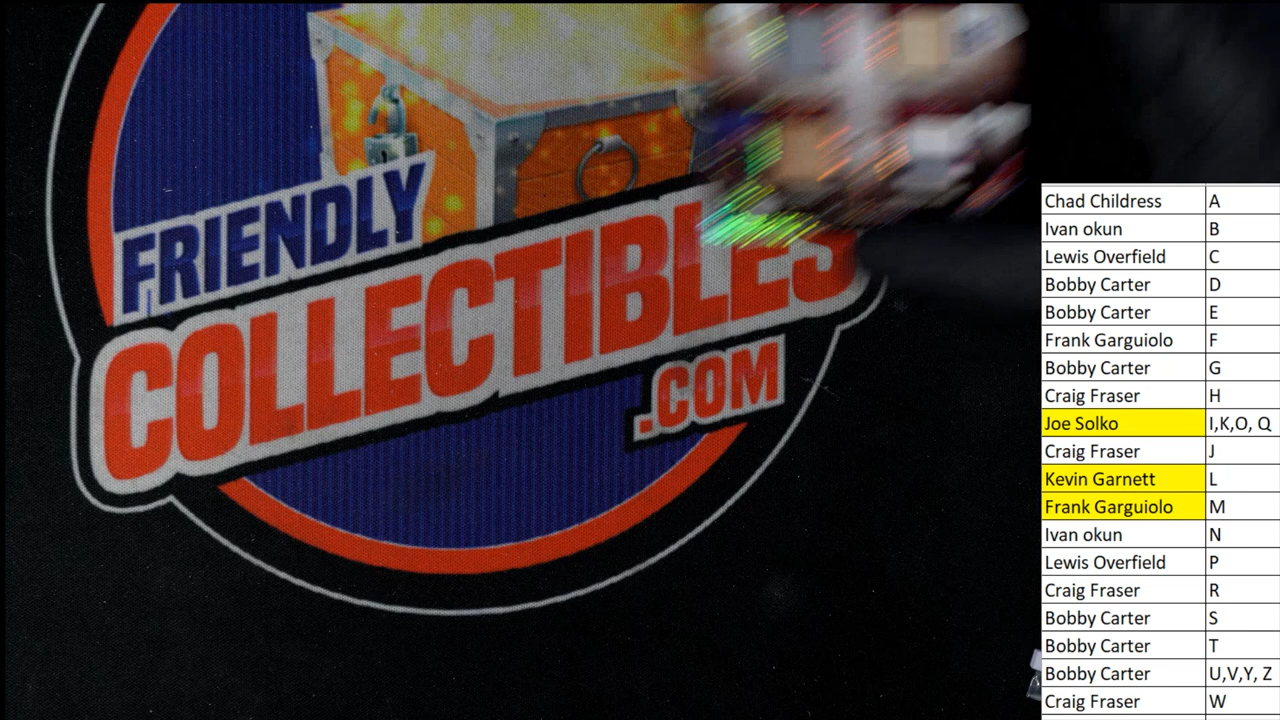 FRIENDLY
COLLECTIBLES
.COM
Chad Childress A
Ivan okun B
Lewis Overfield C
Bobby Carter D
Bobby Carter E
Frank Garguiolo F
Bobby Carter G
Craig Fraser H
Joe Solko I,K,O, Q
Craig Fraser J
Kevin Garnett L
Frank Garguiolo M
Ivan okun N
Lewis Overfield P
Craig Fraser R
Bobby Carter S
Bobby Carter T
Bobby Carter U,V,Y, Z
Craig Fraser W